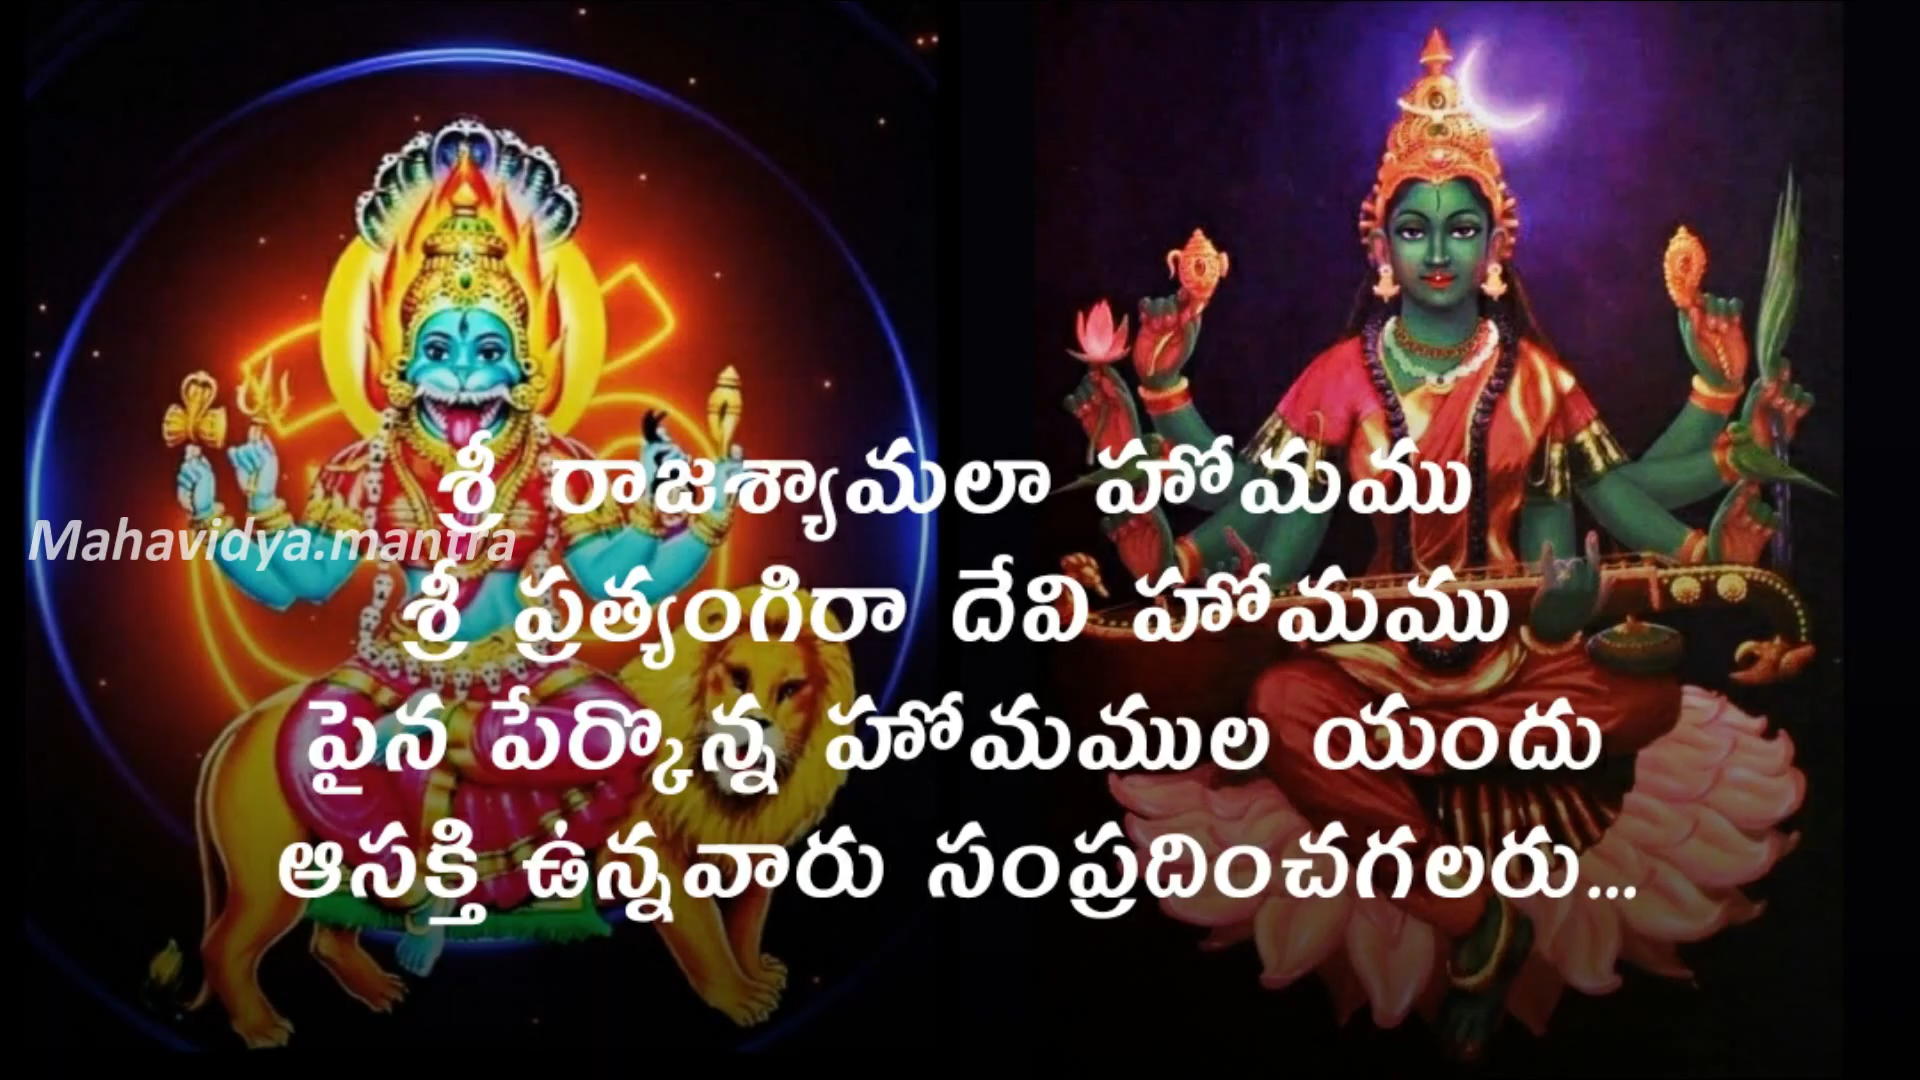 శ్రీ రాజశ్యామలా హోమము
Mahavidya.mantra
శ్రీ ప్రత్యంగిరా దేవి హోమము
పైన పేర్కొన్న హోమముల యందు
ఆసక్తి ఉన్నవారు సంప్రదించగలరు...